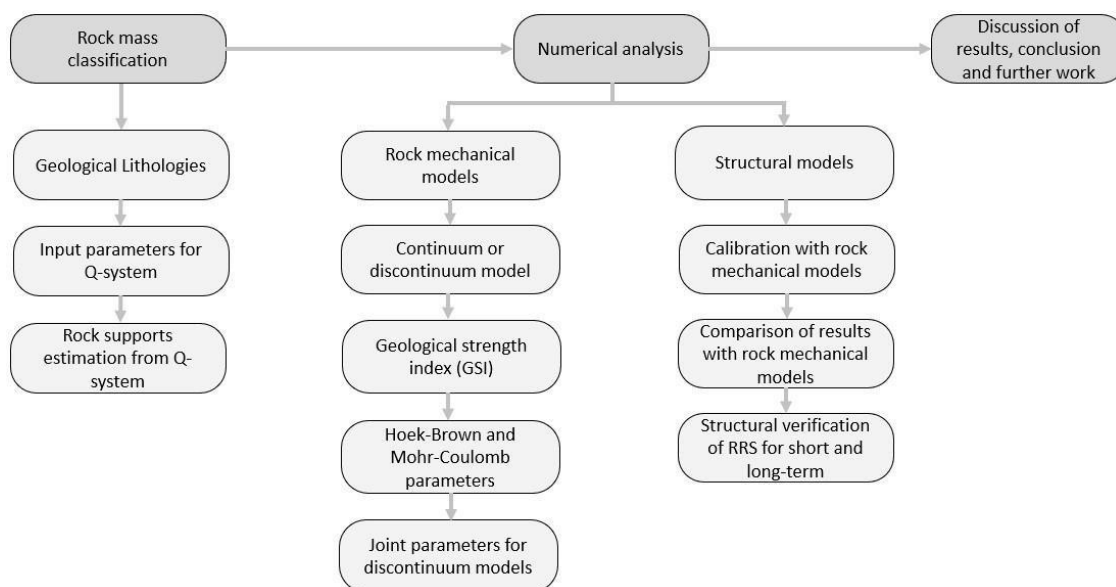 Rock mass
classification
Numerical analysis
Discussion of
results, conclusion
and further work
Geological Lithologies
Input parameters for
Q-system
Rock supports
estimation from Q-
system
Rock mechanical
models
Continuum or
discontinuum model
Geological strength
index (GSI)
Hoek-Brown and
Mohr-Coulomb
parameters
Joint parameters for
discontinuum models
Structural models
Calibration with rock
mechanical models
Comparison of results
with rock mechanical
models
Structural verification
of RRS for short and
long-term